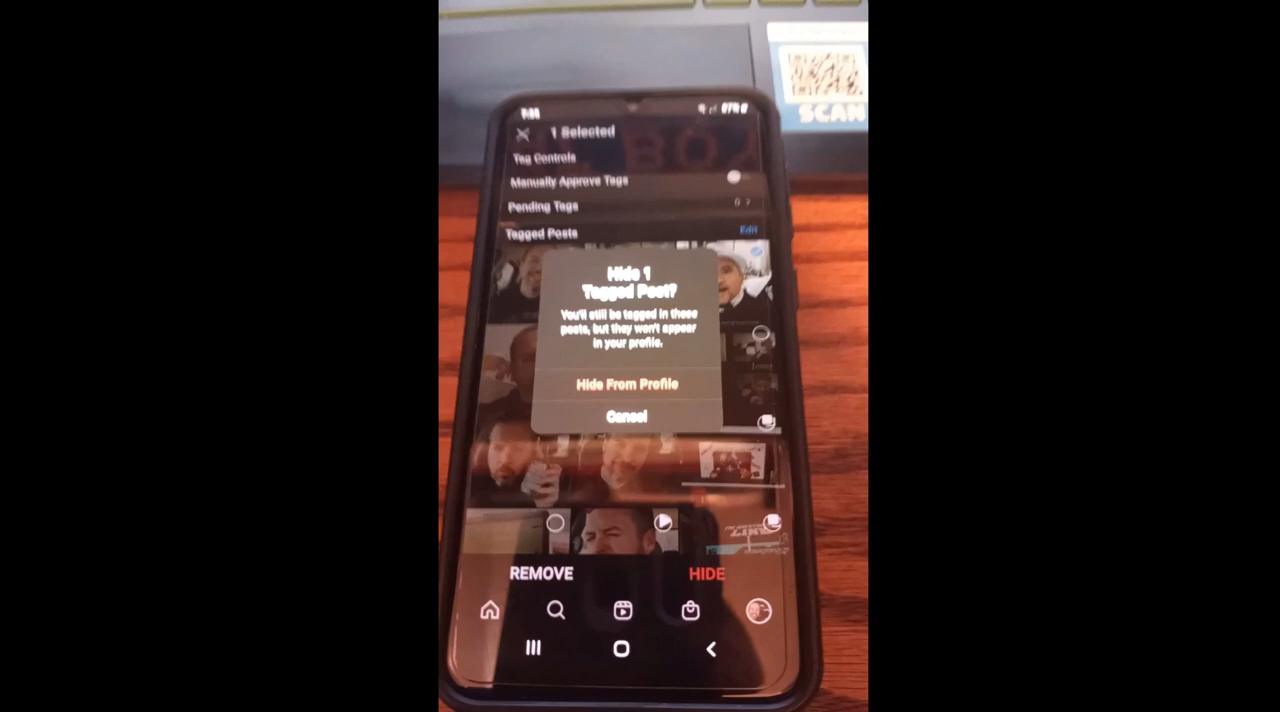 SCAN
1 Selected
Tag Controls
Manually Approve Tags
Pending Tags
0
Tagged Posts
Edit
Hide 1
Tagged Post?
You'll still be tagged in these
posts, but they won't appear
in your profile.
Hide From Profile
Cancel
REMOVE
HIDE